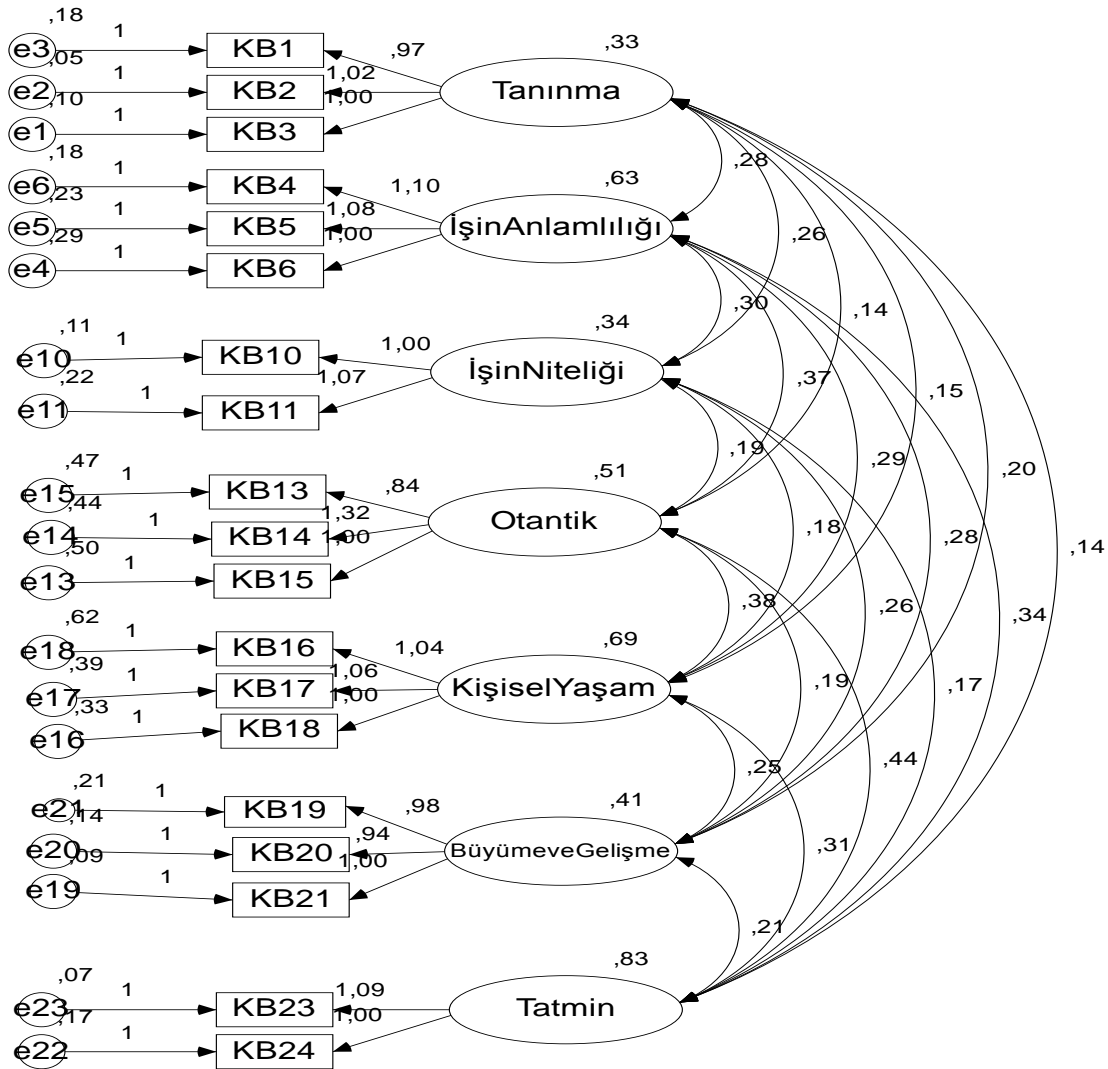 ,18
e3 1 KB1 ,97 ,33
,05
e2 1 KB2 1,02 Tanınma
,10
e1 1 KB3 1,00
,28
,18
e6 1 KB4 1,10 ,63
,23
e5 1 KB5 1,08 İşinAnlamlılığı
,29
e4 1 KB6 1,00
,26
,30 ,14
,11
e10 1 KB10 1,00 ,34
,22
e11 1 KB11 1,07 İşinNiteliği
,37 ,15
,19 ,29 ,20
,47
e15 1 KB13 ,84 ,51
,44
e14 1 KB14 1,32 Otantik
,50
e13 1 KB15 1,00
,18 ,28 ,14
,38 ,26 ,34
,62
e18 1 KB16 1,04 ,69
,39
e17 1 KB17 1,06 KişiselYaşam
,33
e16 1 KB18 1,00
,19 ,17
,25 ,44
,21
e21 1 KB19 ,98 ,41
,14
e20 1 KB20 ,94 BüyümeveGelişme
,09
e19 1 KB21 1,00
,31
,21
,07
e23 1 KB23 1,09 ,83
,17
e22 1 KB24 1,00 Tatmin